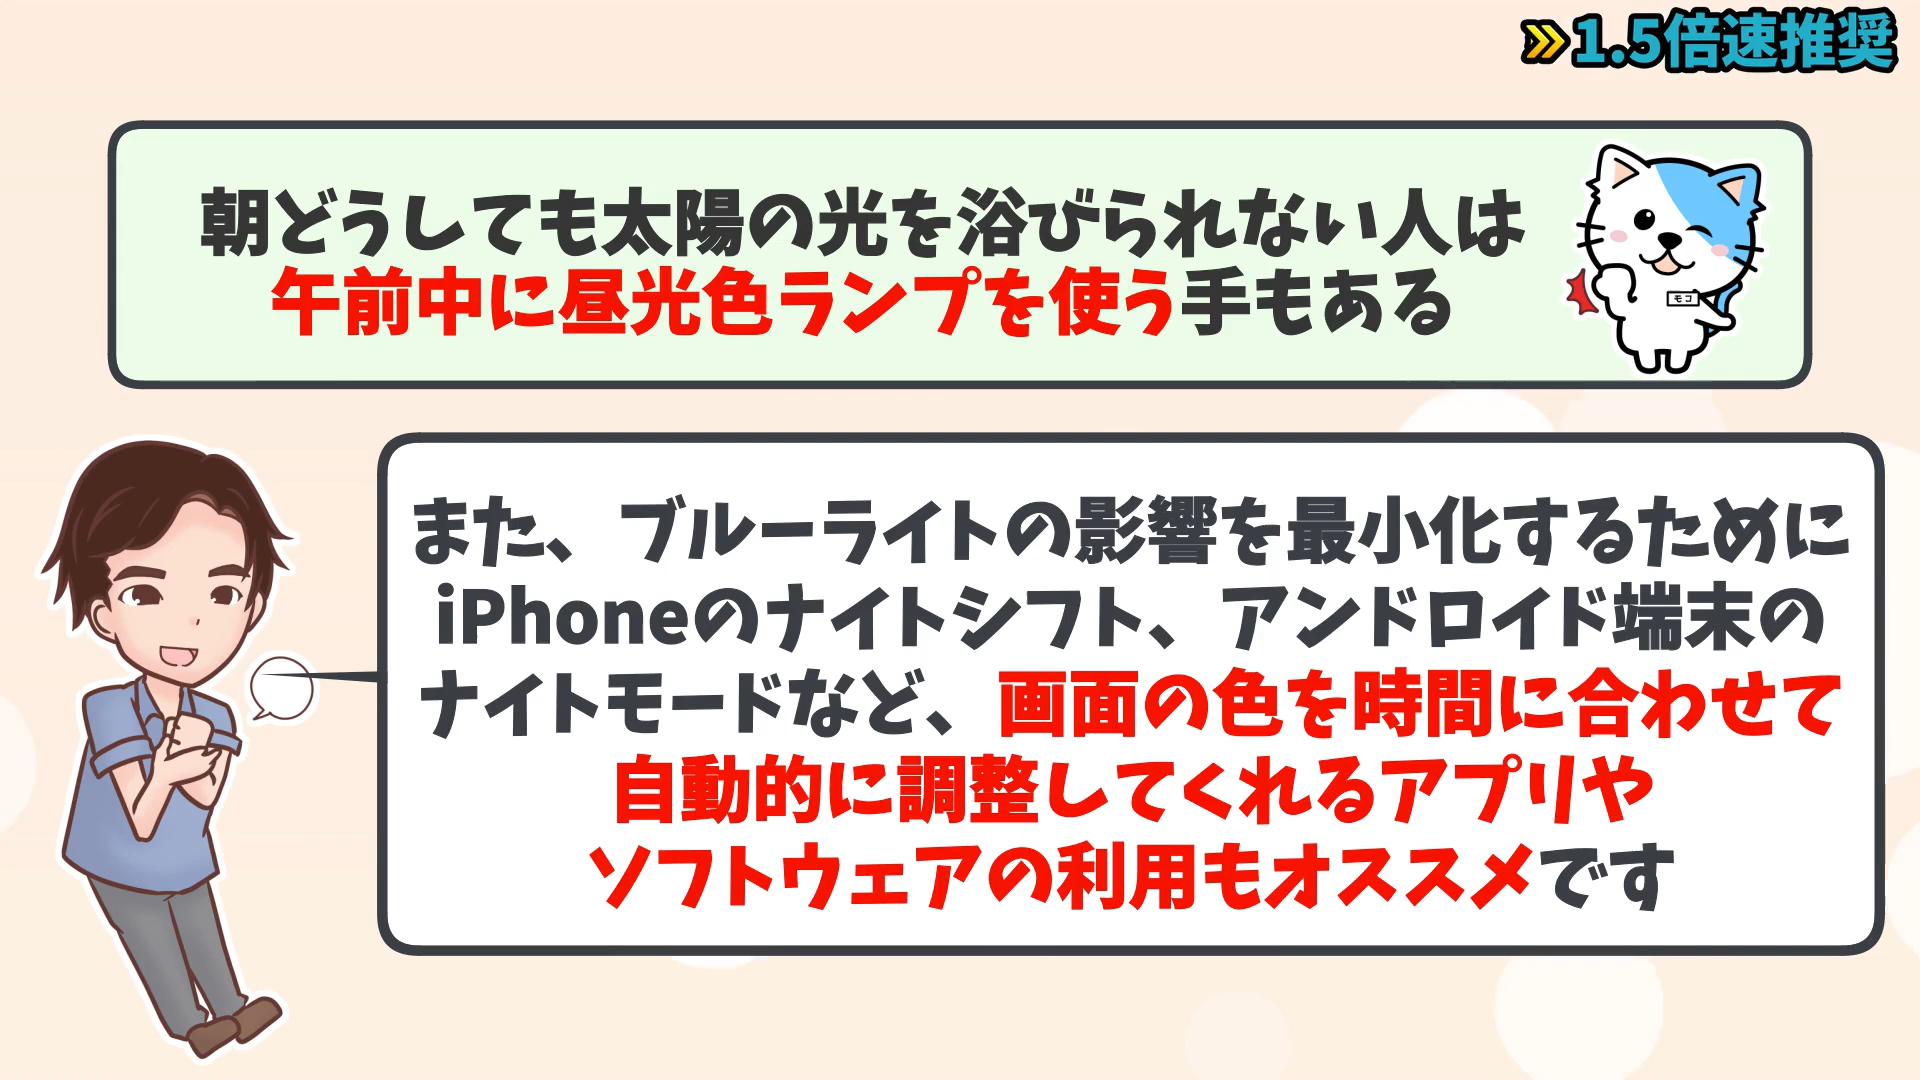 1.5倍速推奨
朝どうしても太陽の光を浴びられない人は
午前中に昼光色ランプを使う手もある
モコ
また、ブルーライトの影響を最小化するために
iPhoneのナイトシフト、アンドロイド端末の
ナイトモードなど、画面の色を時間に合わせて
自動的に調整してくれるアプリや
ソフトウェアの利用もオススメです